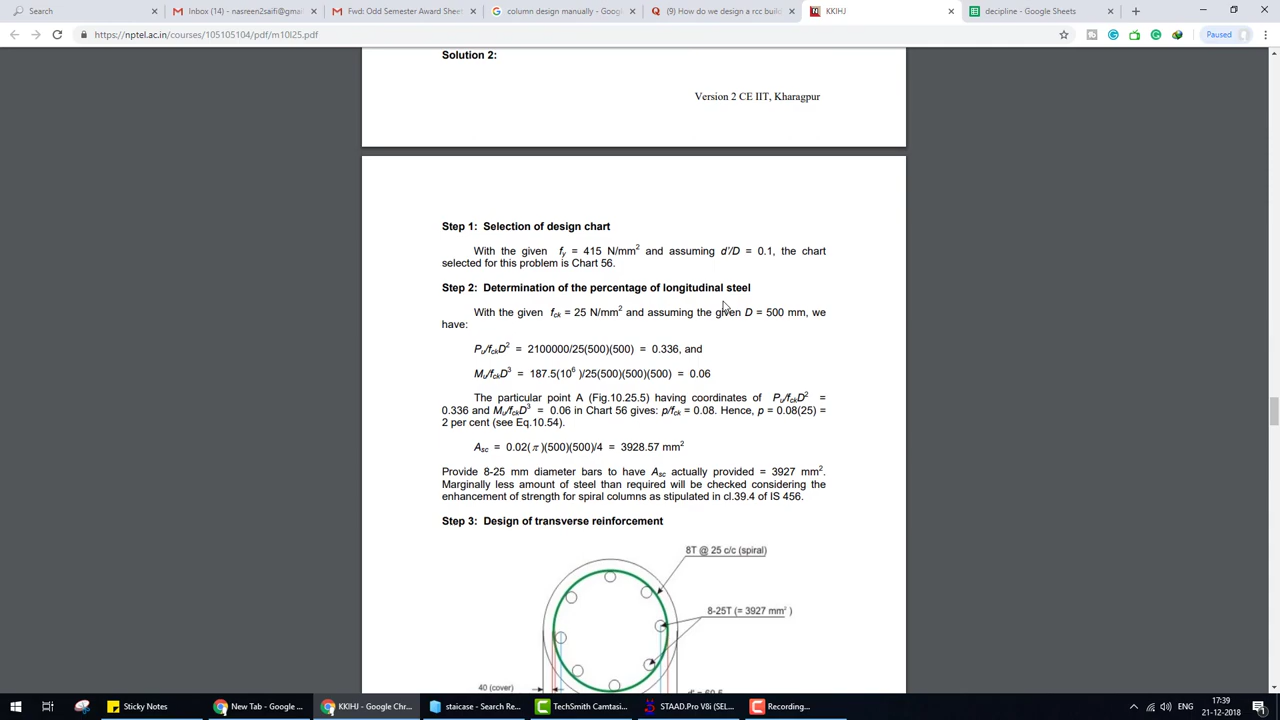 Search
Inbox (14) - nasreen2saifi@gmai
Fwd: Odd Semester Award Sheet
column design manually - Googl
(9) How do we design a rcc build
KKIHJ
decipline - Google Sheets
https://nptel.ac.in/courses/105105104/pdf/m10l25.pdf
Paused
Solution 2:
Version 2 CE IIT, Kharagpur
Step 1: Selection of design chart
With the given fy = 415 N/mm2 and assuming d'/D = 0.1, the chart
selected for this problem is Chart 56.
Step 2: Determination of the percentage of longitudinal steel
With the given fck = 25 N/mm2 and assuming the given D = 500 mm, we
have:
Pu/fckD2 = 2100000/25(500)(500) = 0.336, and
Mu/fckD3 = 187.5(106 )/25(500)(500)(500) = 0.06
The particular point A (Fig.10.25.5) having coordinates of Pu/fckD2 =
0.336 and Mu/fckD3 = 0.06 in Chart 56 gives: p/fck = 0.08. Hence, p = 0.08(25) =
2 per cent (see Eq.10.54).
Asc = 0.02(π)(500)(500)/4 = 3928.57 mm2
Provide 8-25 mm diameter bars to have Asc actually provided = 3927 mm2.
Marginally less amount of steel than required will be checked considering the
enhancement of strength for spiral columns as stipulated in cl.39.4 of IS 456.
Step 3: Design of transverse reinforcement
8T @ 25 c/c (spiral)
8-25T (= 3927 mm2 )
40 (cover)
Sticky Notes
New Tab - Google ...
KKIHJ - Google Chr...
staicase - Search Re...
TechSmith Camtasi...
STAAD.Pro V8i (SEL...
Recording...
17:39
21-12-2018